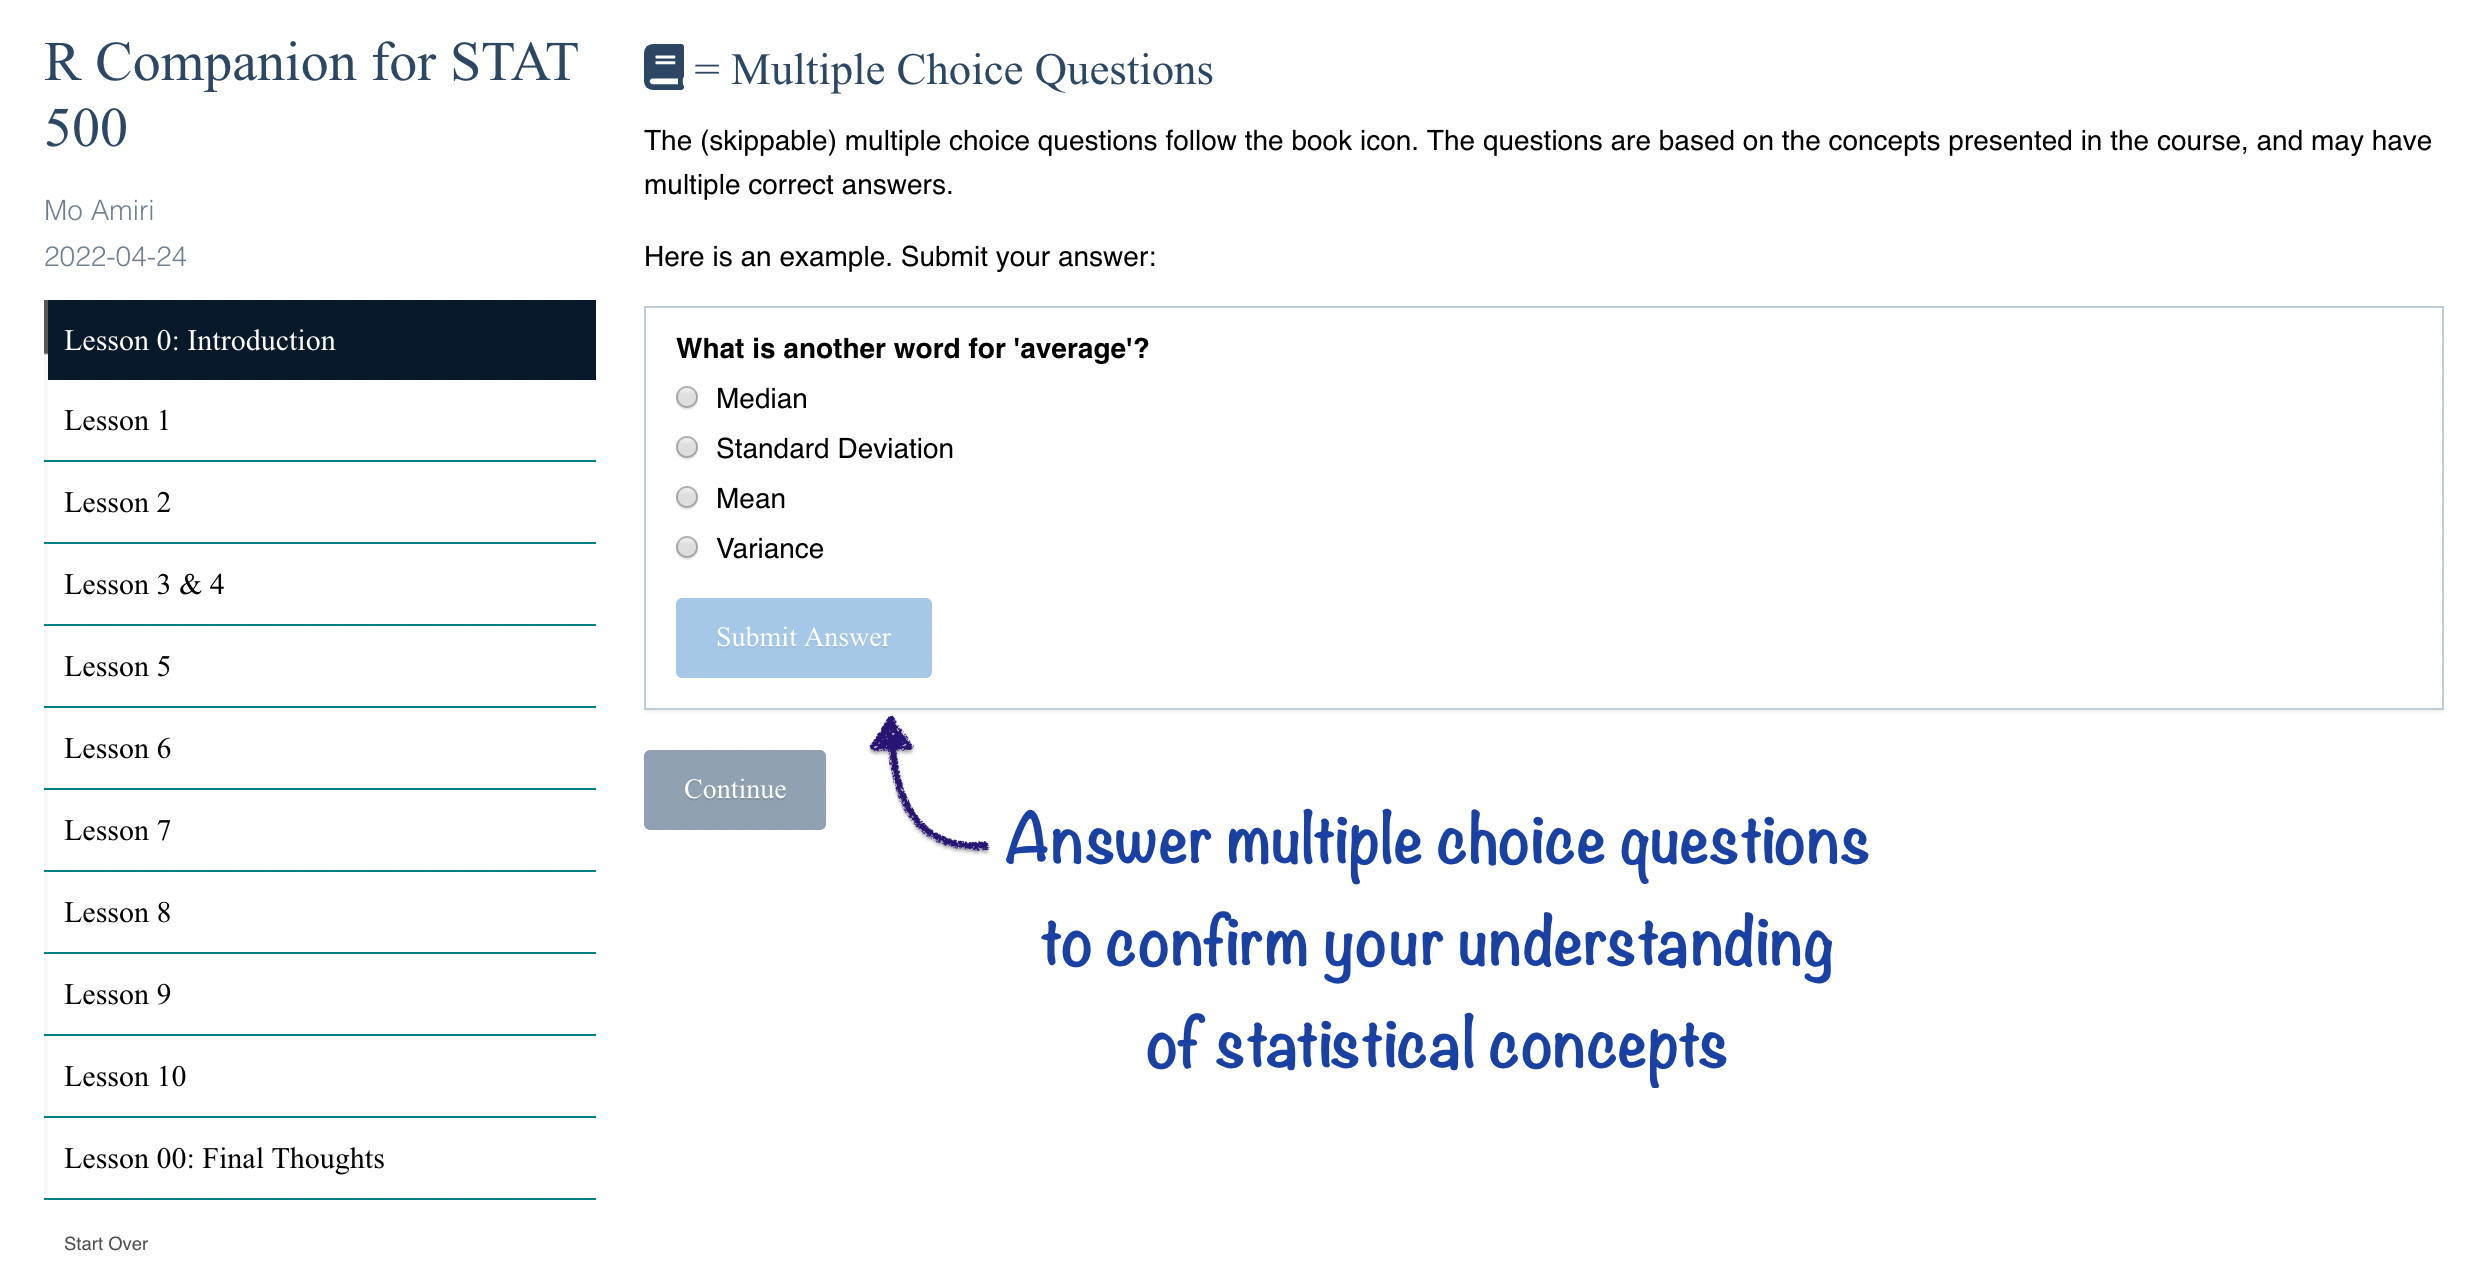 R Companion for STAT
500
Mo Amiri
2022-04-24
Lesson 0: Introduction
Lesson 1
Lesson 2
Lesson 3 & 4
Lesson 5
Lesson 6
Lesson 7
Lesson 8
Lesson 9
Lesson 10
Lesson 00: Final Thoughts
Start Over
= Multiple Choice Questions
The (skippable) multiple choice questions follow the book icon. The questions are based on the concepts presented in the course, and may have
multiple correct answers.
Here is an example. Submit your answer:
What is another word for 'average'?
Median
Standard Deviation
Mean
Variance
Submit Answer
Continue
Answer multiple choice questions
to confirm your understanding
of statistical concepts